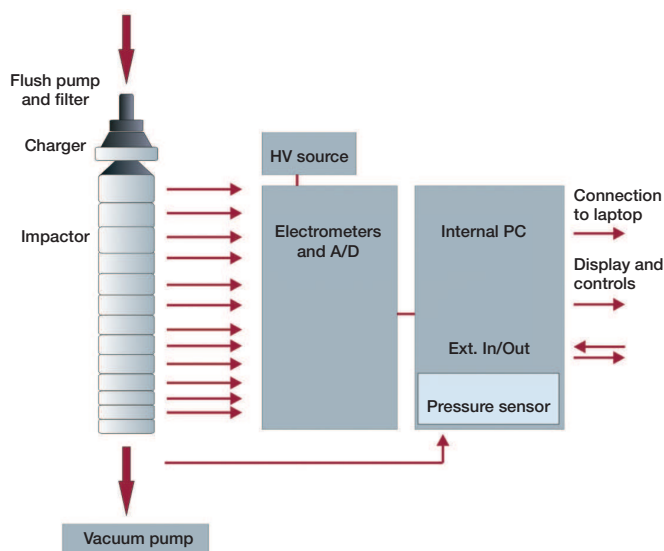 Flush pump
and filter
Charger
Impactor
HV source
Electrometers
and A/D
Internal PC
Ext. In/Out
Pressure sensor
Connection
to laptop
Display and
controls
Vacuum pump